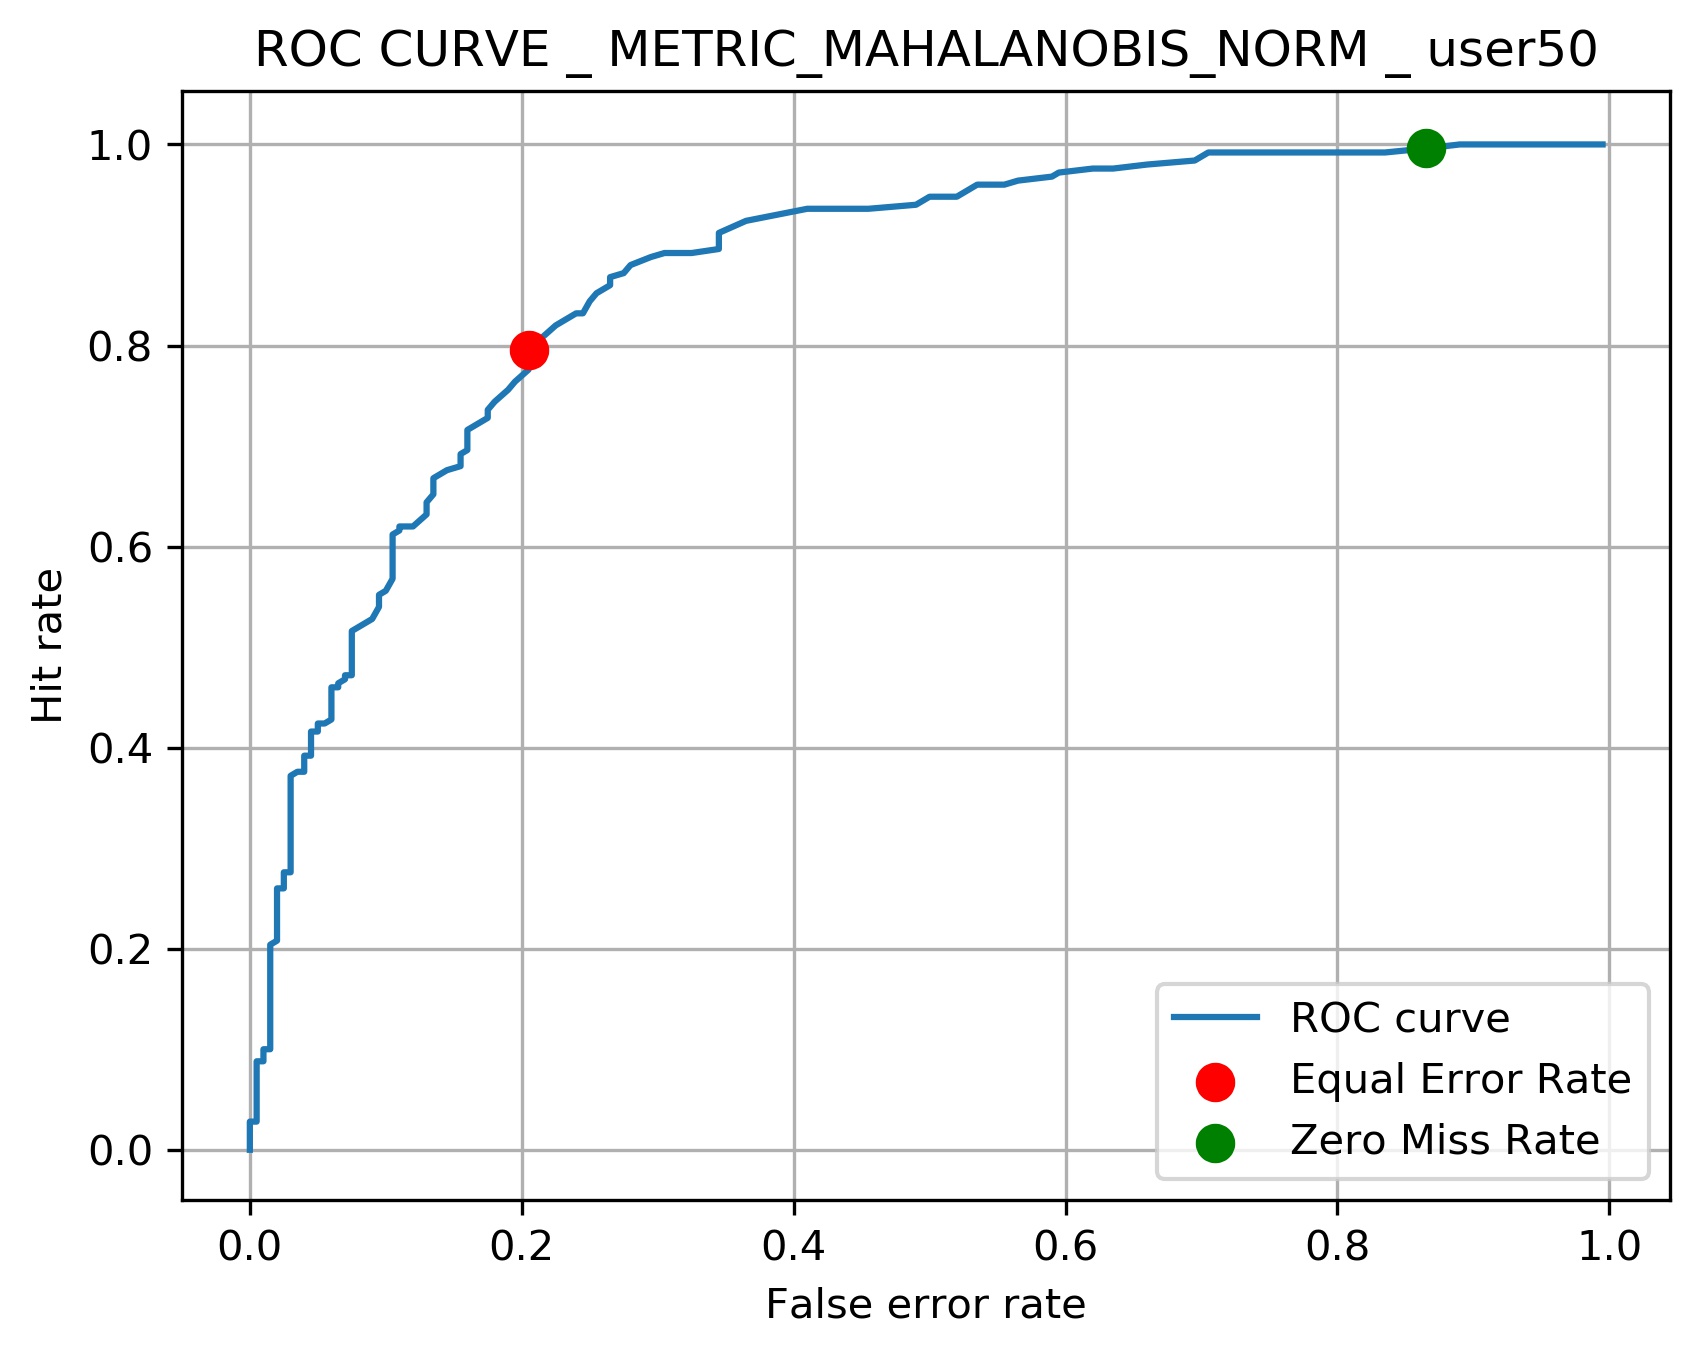 ROC CURVE _ METRIC_MAHALANOBIS_NORM _ user50
1.0
0.8
0.6
0.4
0.2
0.0
Hit rate
ROC curve
Equal Error Rate
Zero Miss Rate
0.0 0.2 0.4 0.6 0.8 1.0
False error rate